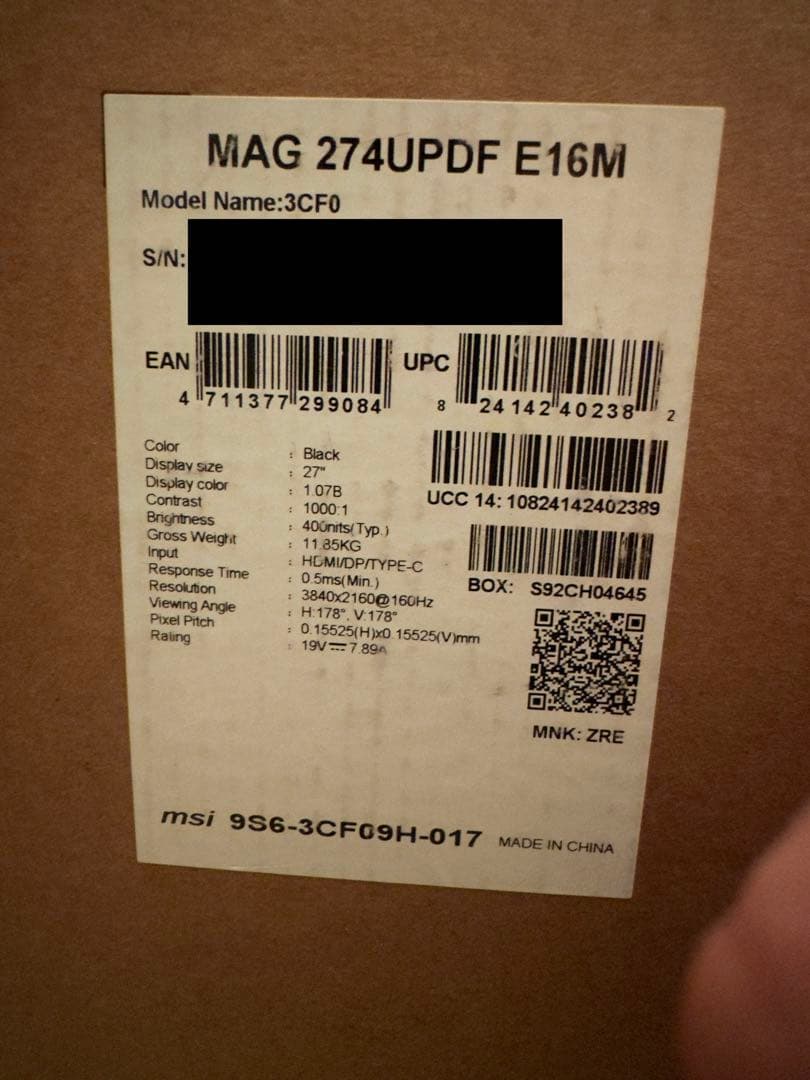 MAG 274UPDF E16M
Model Name:3CF0
S/N:
EAN
4 711377 299084
UPC
8 24142 40238 2
Color : Black
Display size : 27"
Display color : 1.07B
Contrast : 1000:1
Brightness : 400nits(Typ.)
Gross Weight : 11.85KG
Input : HDMI/DP/TYPE-C
Response Time : 0.5ms(Min.)
Resolution : 3840x2160@160Hz
Viewing Angle : H:178°, V:178°
Pixel Pitch : 0.15525(H)x0.15525(V)mm
Rating : 19V⎓7.89A
UCC 14: 10824142402389
BOX: S92CH04645
MNK: ZRE
msi 9S6-3CF09H-017 MADE IN CHINA